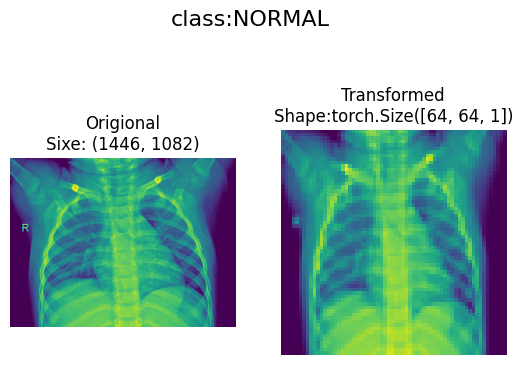 class:NORMAL
Origional
Sixe: (1446, 1082)
Transformed
Shape:torch.Size([64, 64, 1])
R